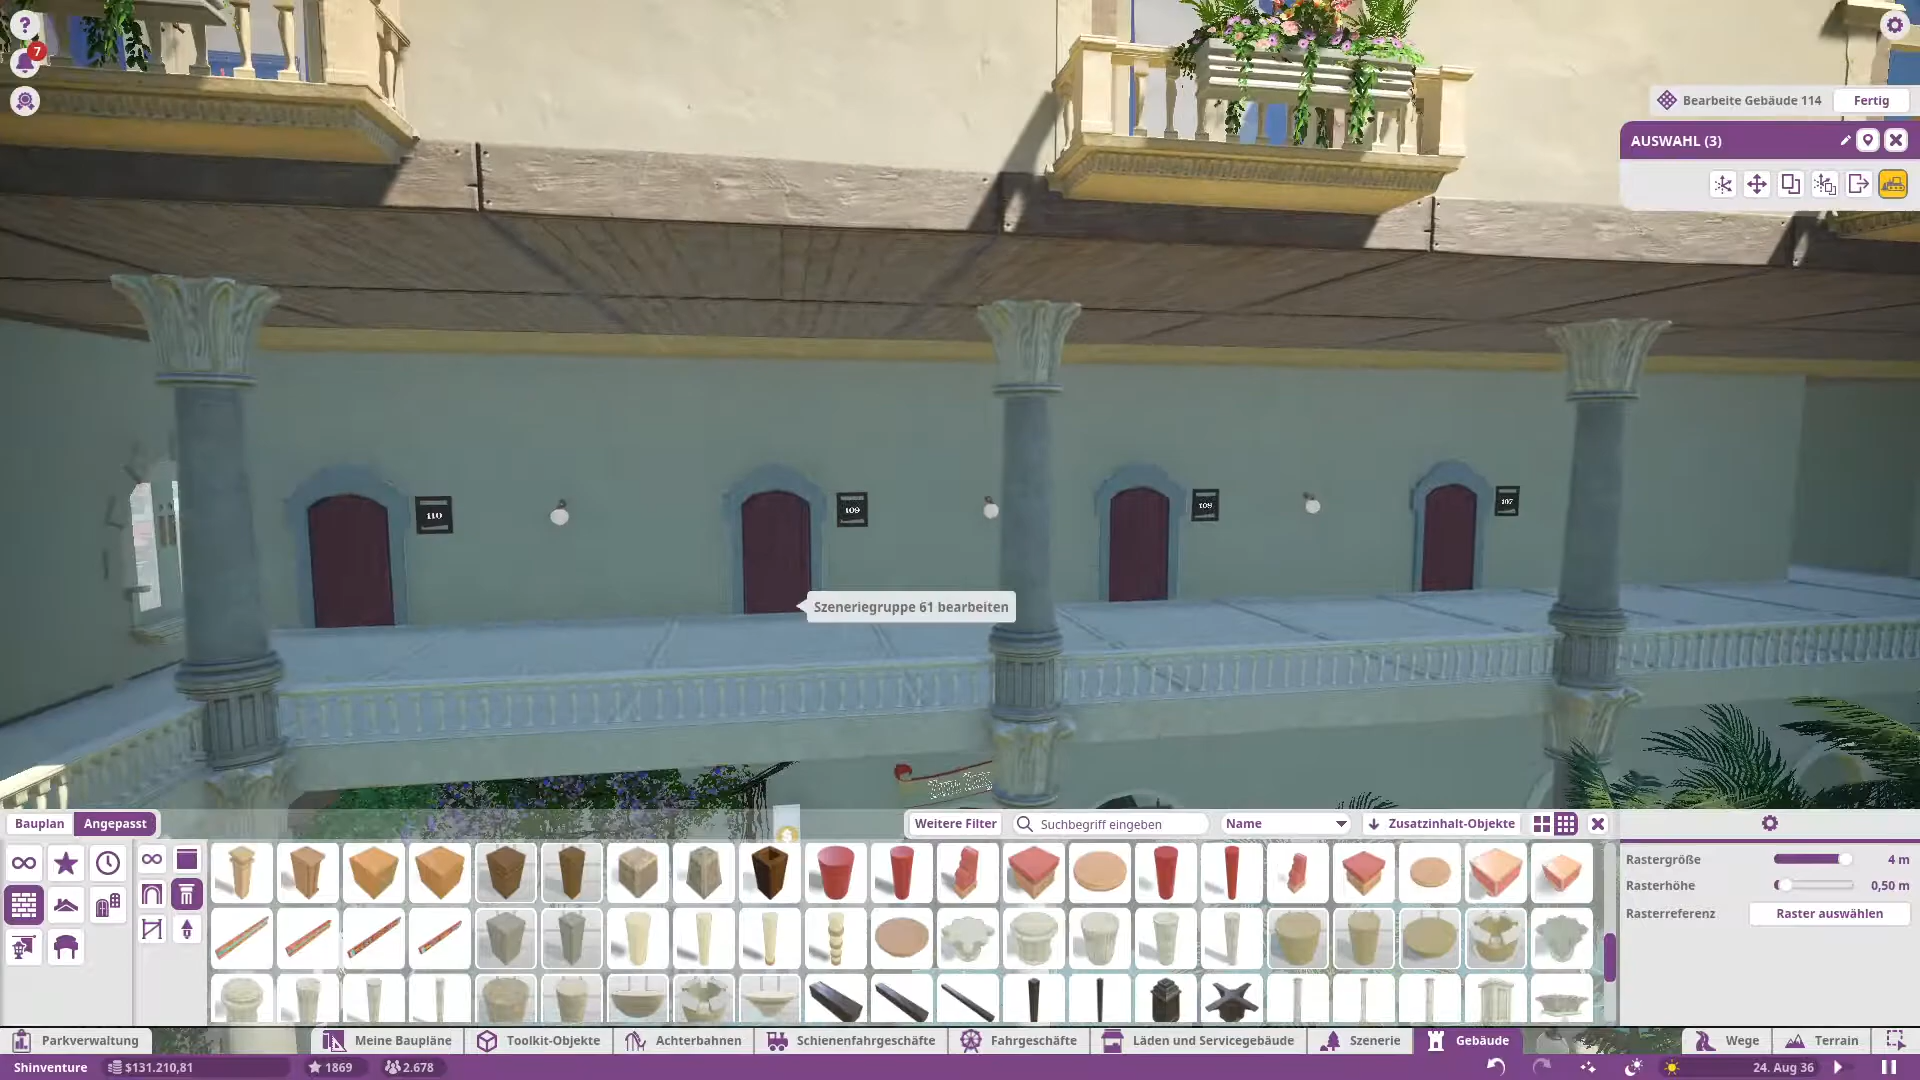 ?
7
Bearbeite Gebäude 114
Fertig
AUSWAHL (3)
110
109
109
107
Szeneriegruppe 61 bearbeiten
Bauplan
Angepasst
Weitere Filter
Suchbegriff eingeben
Name
Zusatzinhalt-Objekte
Rastergröße
4 m
Rasterhöhe
0,50 m
Rasterreferenz
Raster auswählen
Parkverwaltung
Meine Baupläne
Toolkit-Objekte
Achterbahnen
Schienenfahrgeschäfte
Fahrgeschäfte
Läden und Servicegebäude
Szenerie
Gebäude
Wege
Terrain
Shinventure
$131.210,81
1869
2.678
24. Aug 36